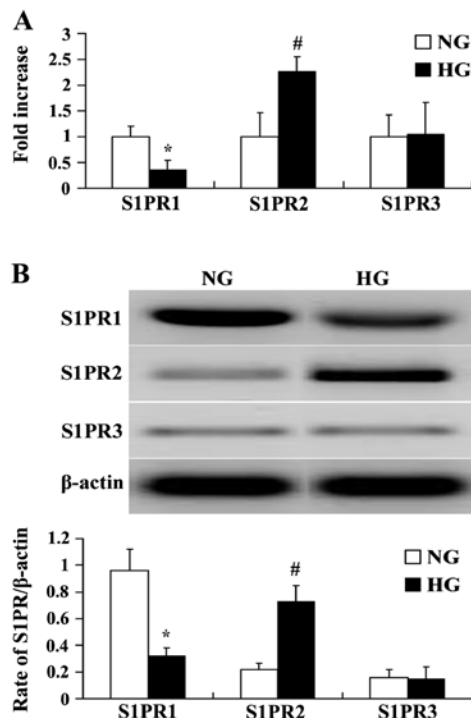 A
Fold increase
3
2.5
2
1.5
1
0.5
0
*
#
NG
HG
S1PR1 S1PR2 S1PR3
B
NG HG
S1PR1
S1PR2
S1PR3
β-actin
Rate of S1PR/β-actin
1.2
1
0.8
0.6
0.4
0.2
0
*
#
NG
HG
S1PR1 S1PR2 S1PR3